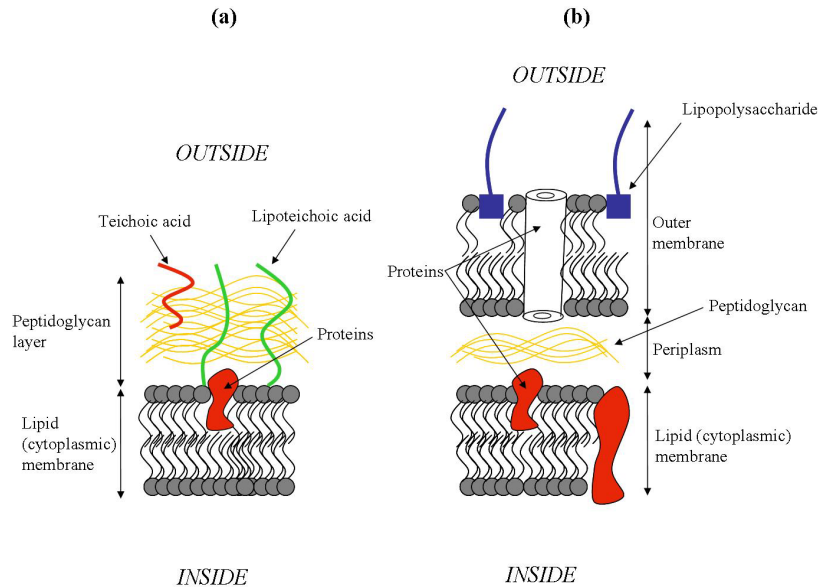 (a)
OUTSIDE
Teichoic acid
Lipoteichoic acid
Peptidoglycan
layer
Proteins
Lipid
(cytoplasmic)
membrane
INSIDE
(b)
OUTSIDE
Lipopolysaccharide
Outer
membrane
Proteins
Peptidoglycan
Periplasm
Lipid (cytoplasmic)
membrane
INSIDE